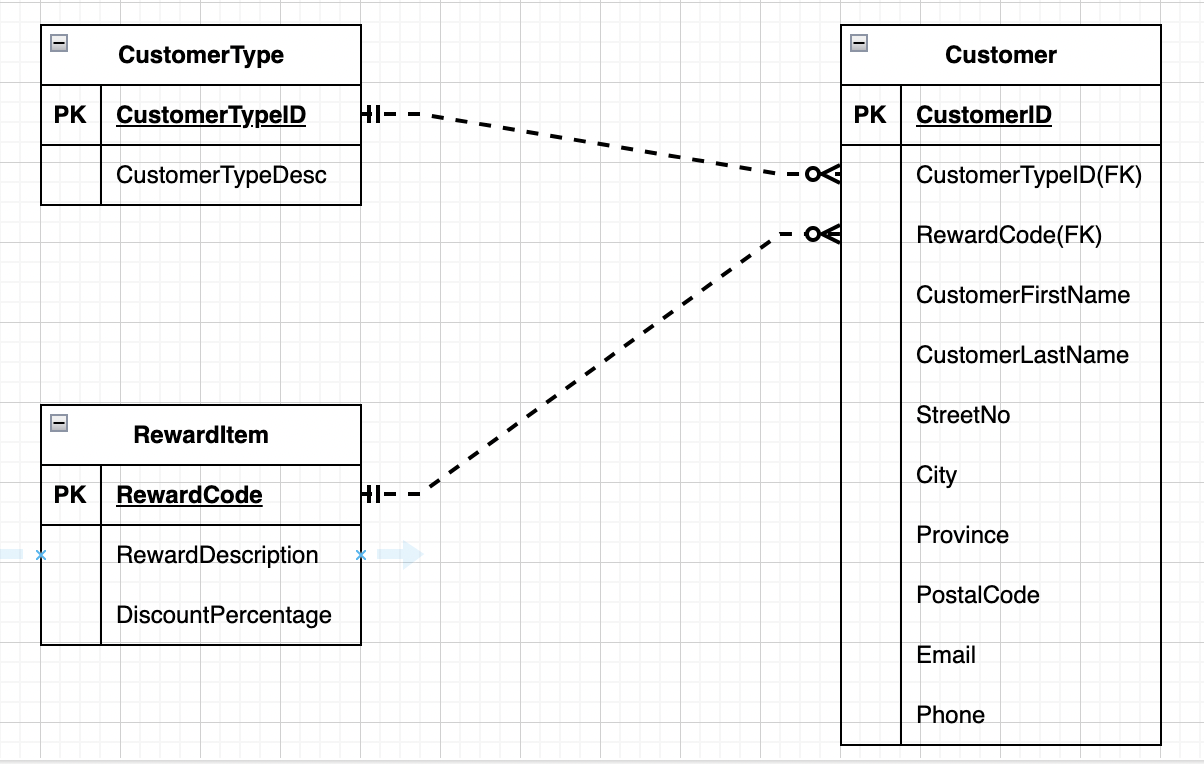 CustomerType
PK CustomerTypeID
CustomerTypeDesc
Customer
PK CustomerID
CustomerTypeID(FK)
RewardCode(FK)
CustomerFirstName
CustomerLastName
StreetNo
City
Province
PostalCode
Email
Phone
RewardItem
PK RewardCode
RewardDescription
DiscountPercentage